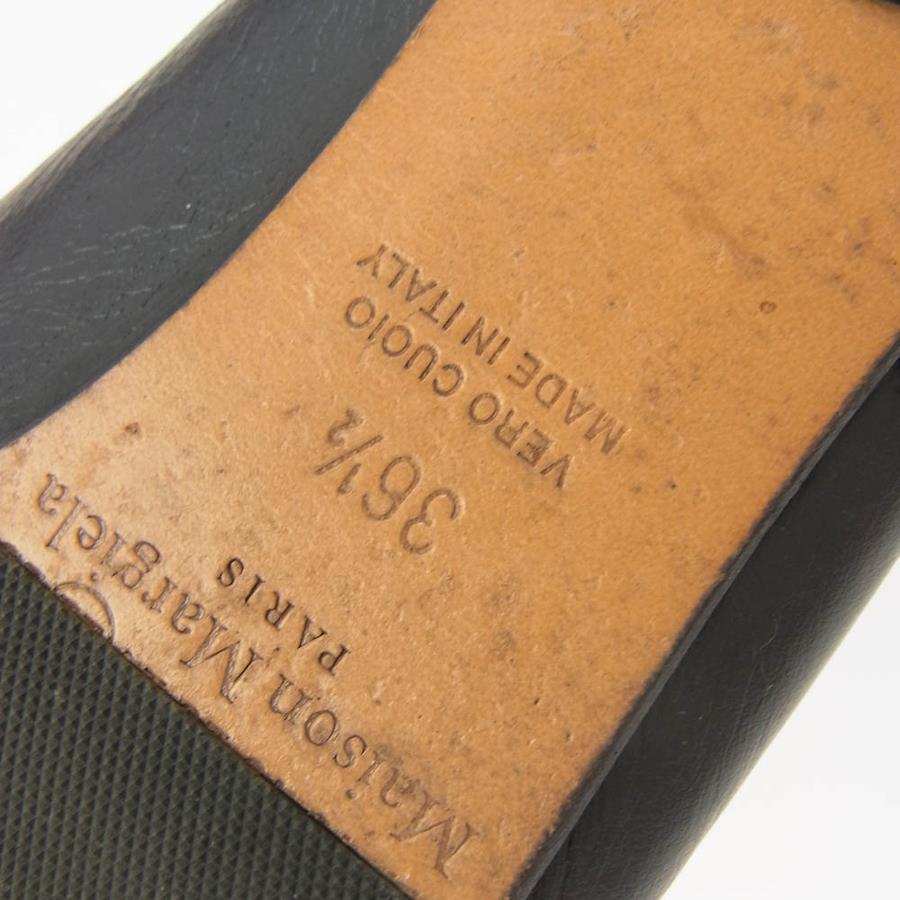 Maison Margiela
PARIS
36½
VERO CUOIO
MADE IN ITALY